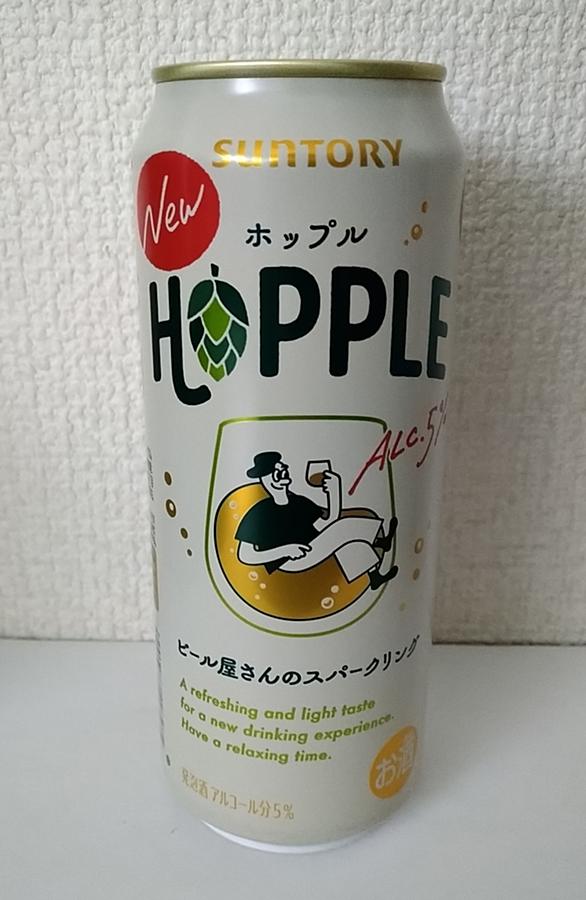 SUNTORY
New
ホップル
HOPPLE
ALC.5%
ビール屋さんのスパークリング
A refreshing and light taste
for a new drinking experience.
Have a relaxing time.
お酒
発泡酒 アルコール分5%